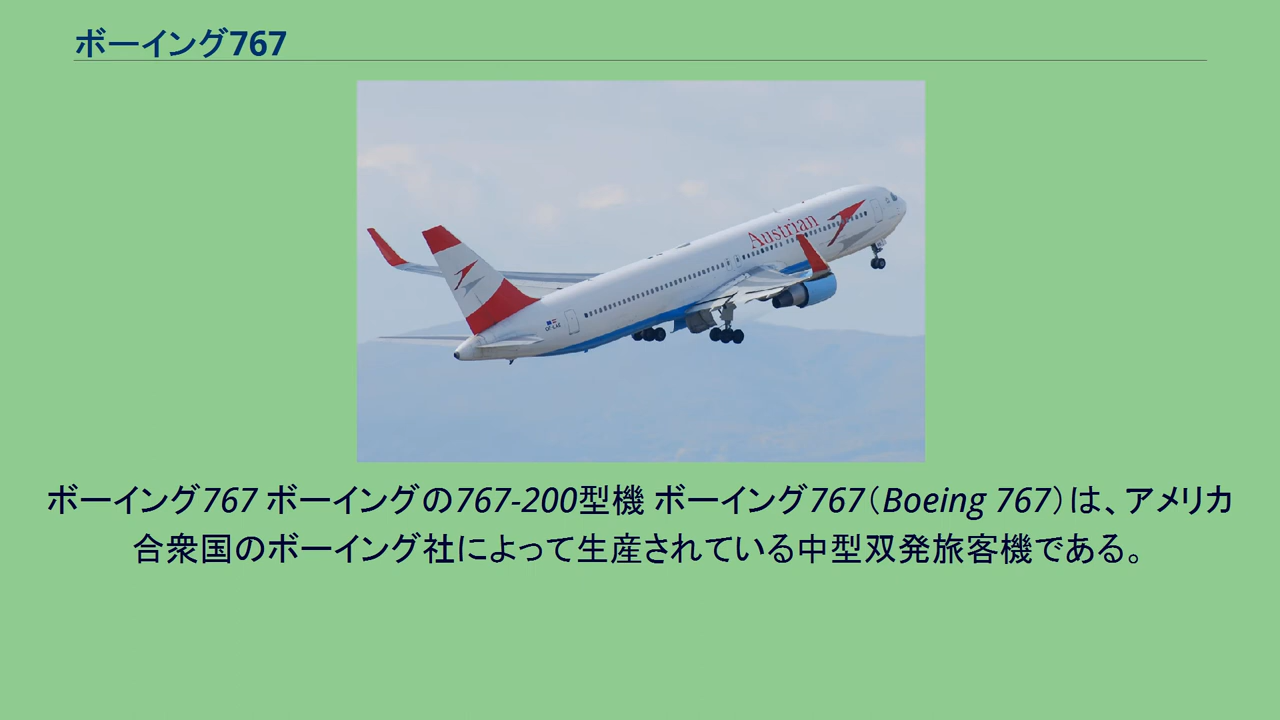 ボーイング767
Austrian
ボーイング767 ボーイングの767-200型機 ボーイング767（Boeing 767）は、アメリカ
合衆国のボーイング社によって生産されている中型双発旅客機である。